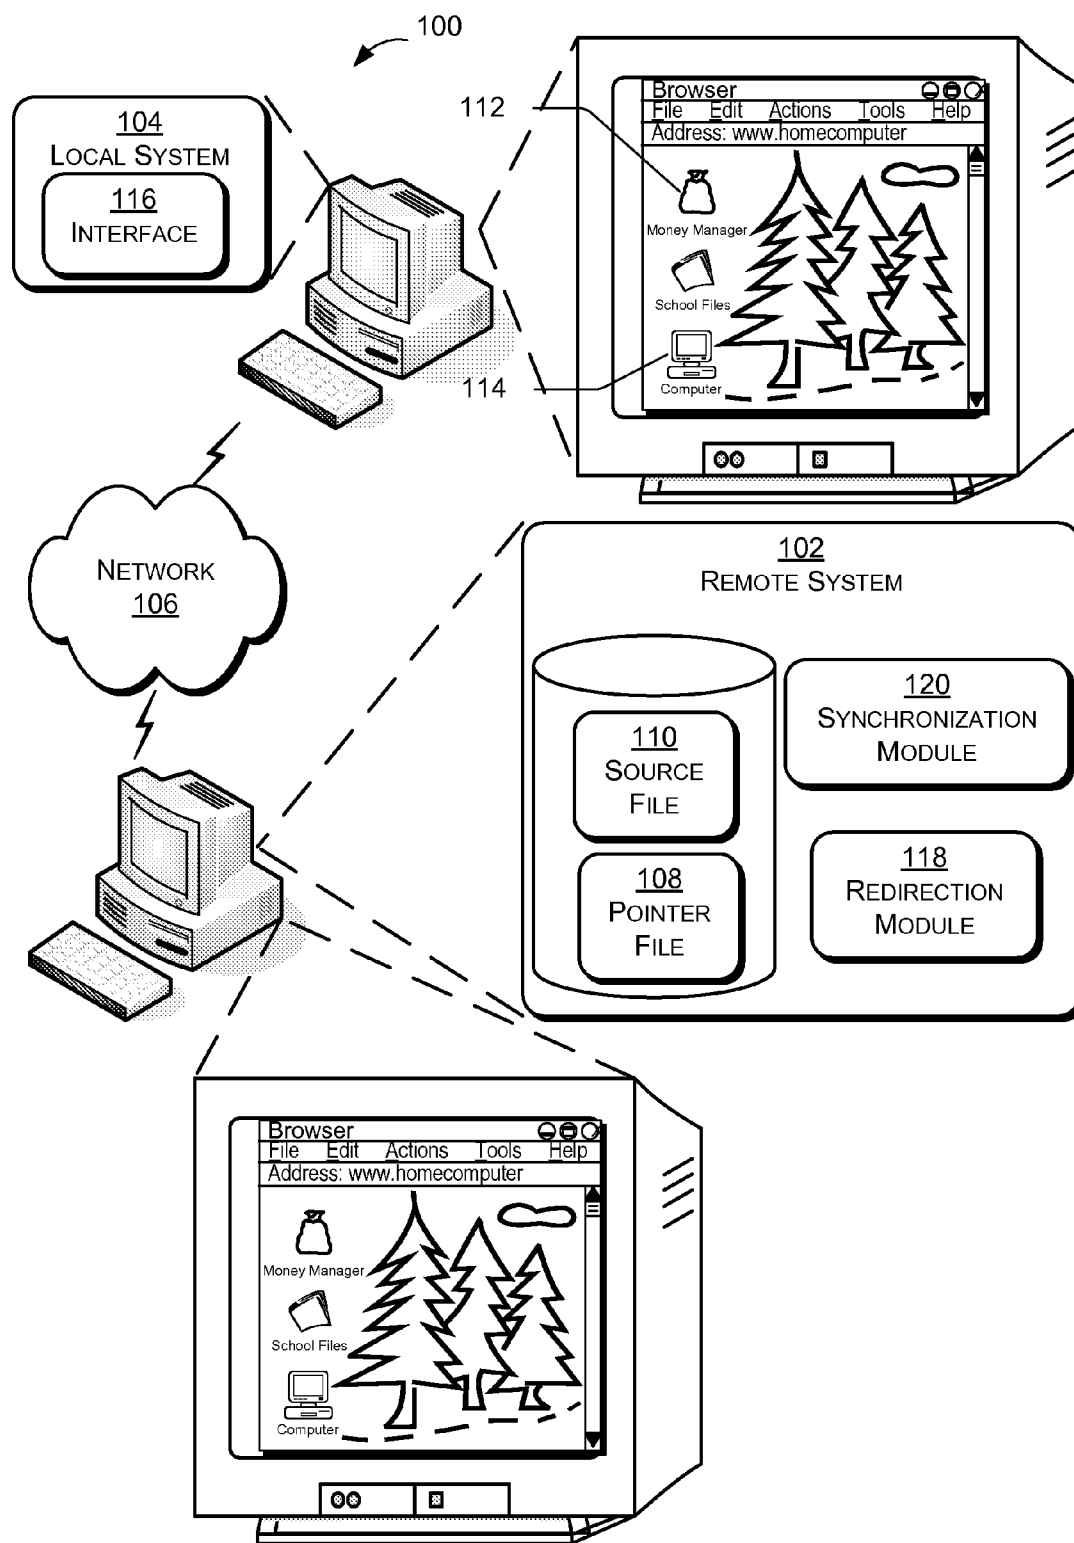 100
104
LOCAL SYSTEM
116
INTERFACE
112
114
Browser
File Edit Actions Tools Help
Address: www.homecomputer
Money Manager
School Files
Computer
NETWORK
106
102
REMOTE SYSTEM
110
SOURCE
FILE
108
POINTER
FILE
120
SYNCHRONIZATION
MODULE
118
REDIRECTION
MODULE
Browser
File Edit Actions Tools Help
Address: www.homecomputer
Money Manager
School Files
Computer